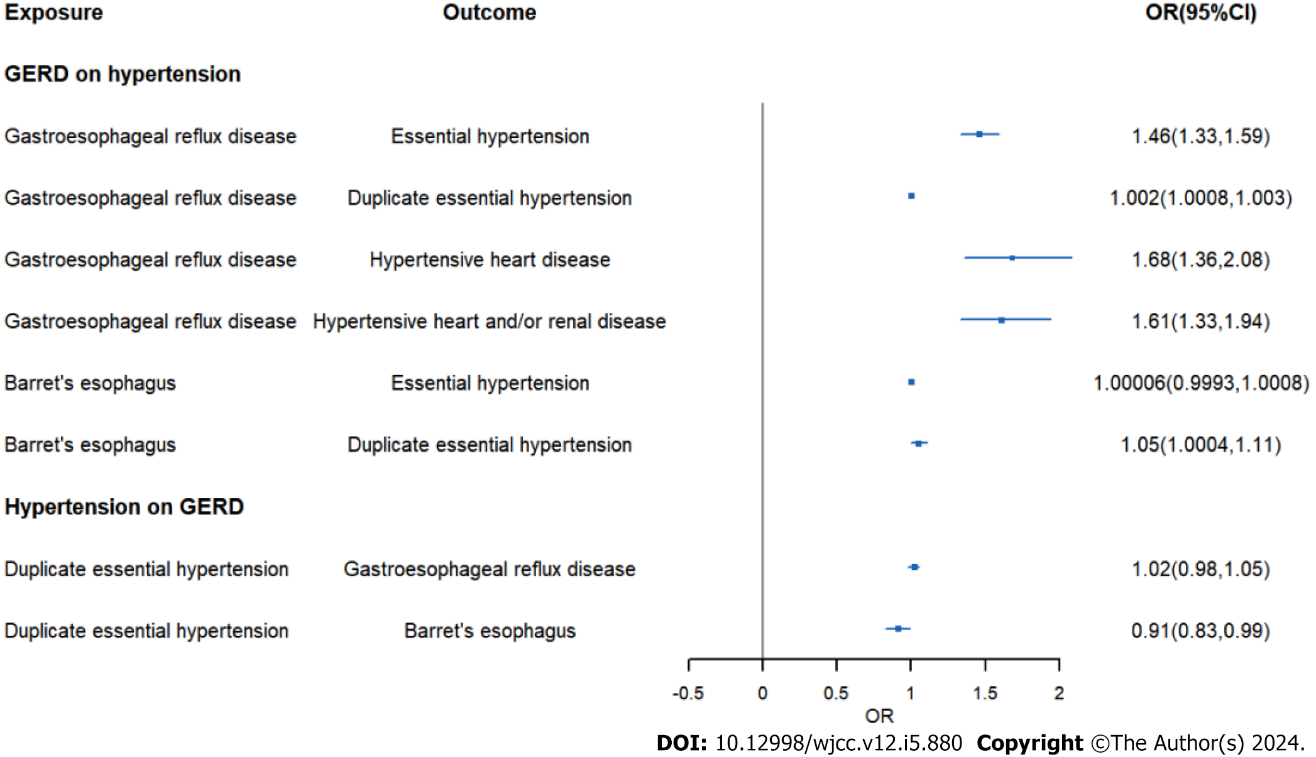 Exposure Outcome OR(95%CI)
GERD on hypertension
Gastroesophageal reflux disease Essential hypertension 1.46(1.33,1.59)
Gastroesophageal reflux disease Duplicate essential hypertension 1.002(1.0008,1.003)
Gastroesophageal reflux disease Hypertensive heart disease 1.68(1.36,2.08)
Gastroesophageal reflux disease Hypertensive heart and/or renal disease 1.61(1.33,1.94)
Barret's esophagus Essential hypertension 1.00006(0.9993,1.0008)
Barret's esophagus Duplicate essential hypertension 1.05(1.0004,1.11)
Hypertension on GERD
Duplicate essential hypertension Gastroesophageal reflux disease 1.02(0.98,1.05)
Duplicate essential hypertension Barret's esophagus 0.91(0.83,0.99)
-0.5 0 0.5 1 1.5 2
OR
DOI: 10.12998/wjcc.v12.i5.880 Copyright ©The Author(s) 2024.